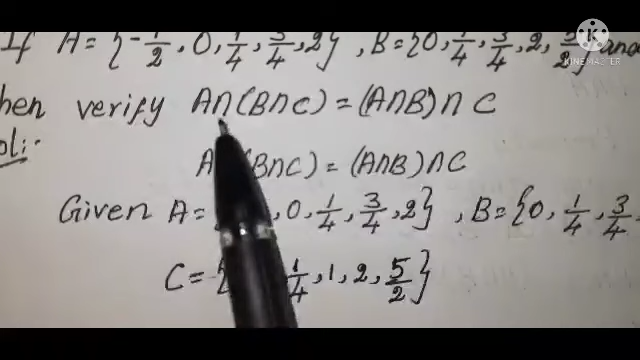 If A = {-1/2, 0, 1/4, 3/4, 2}, B = {0, 1/4, 3/4, 2, 5/2} and
KINEMASTER
then verify A∩(B∩C) = (A∩B)∩C
Sol:
A (B∩C) = (A∩B)∩C
Given A = { , 0, 1/4, 3/4, 2}, B = {0, 1/4, 3/4,
C = {- 1/4, 1, 2, 5/2}